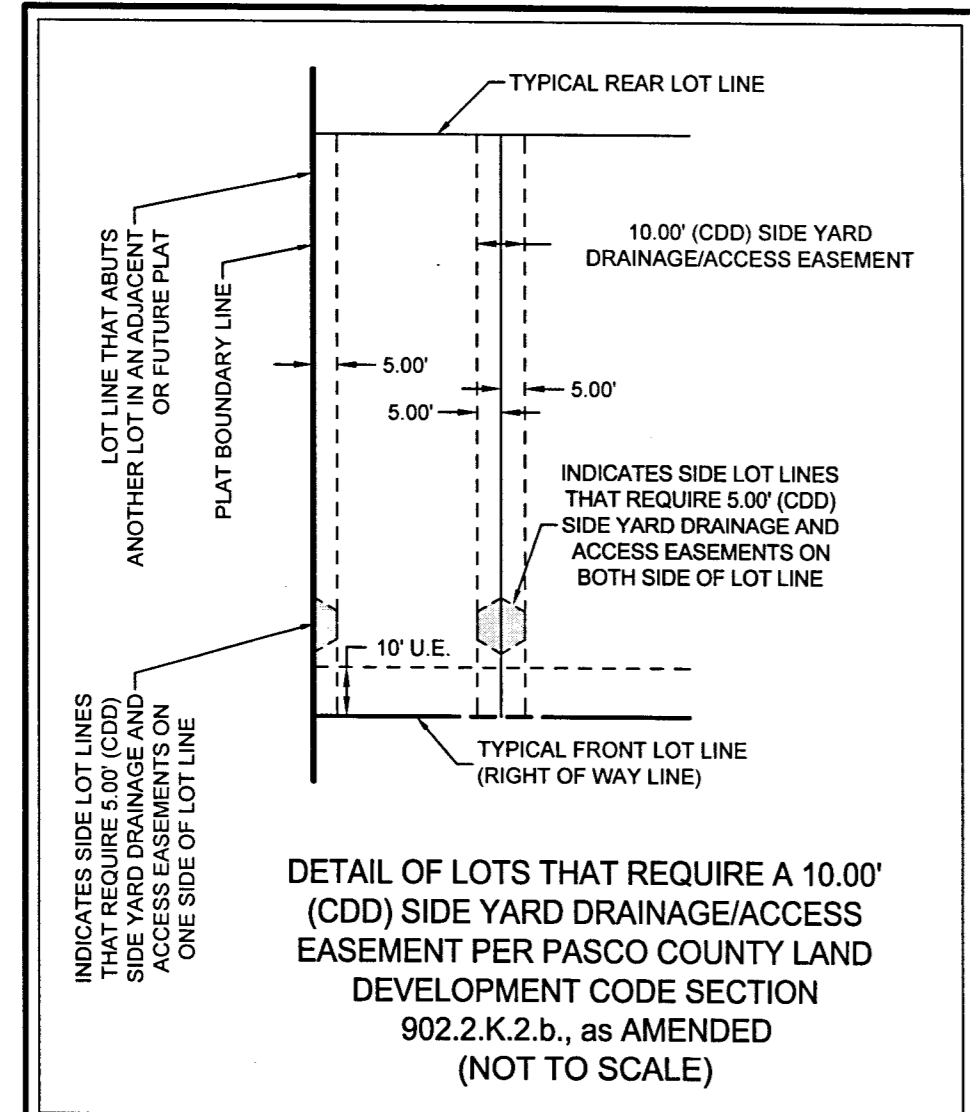 TYPICAL REAR LOT LINE
LOT LINE THAT ABUTS
ANOTHER LOT IN AN ADJACENT
OR FUTURE PLAT
PLAT BOUNDARY LINE
10.00' (CDD) SIDE YARD
DRAINAGE/ACCESS EASEMENT
5.00'
5.00'
5.00'
INDICATES SIDE LOT LINES
THAT REQUIRE 5.00' (CDD)
SIDE YARD DRAINAGE AND
ACCESS EASEMENTS ON
BOTH SIDE OF LOT LINE
10' U.E.
INDICATES SIDE LOT LINES
THAT REQUIRE 5.00' (CDD)
SIDE YARD DRAINAGE AND
ACCESS EASEMENTS ON
ONE SIDE OF LOT LINE
TYPICAL FRONT LOT LINE
(RIGHT OF WAY LINE)
DETAIL OF LOTS THAT REQUIRE A 10.00'
(CDD) SIDE YARD DRAINAGE/ACCESS
EASEMENT PER PASCO COUNTY LAND
DEVELOPMENT CODE SECTION
902.2.K.2.b., as AMENDED
(NOT TO SCALE)